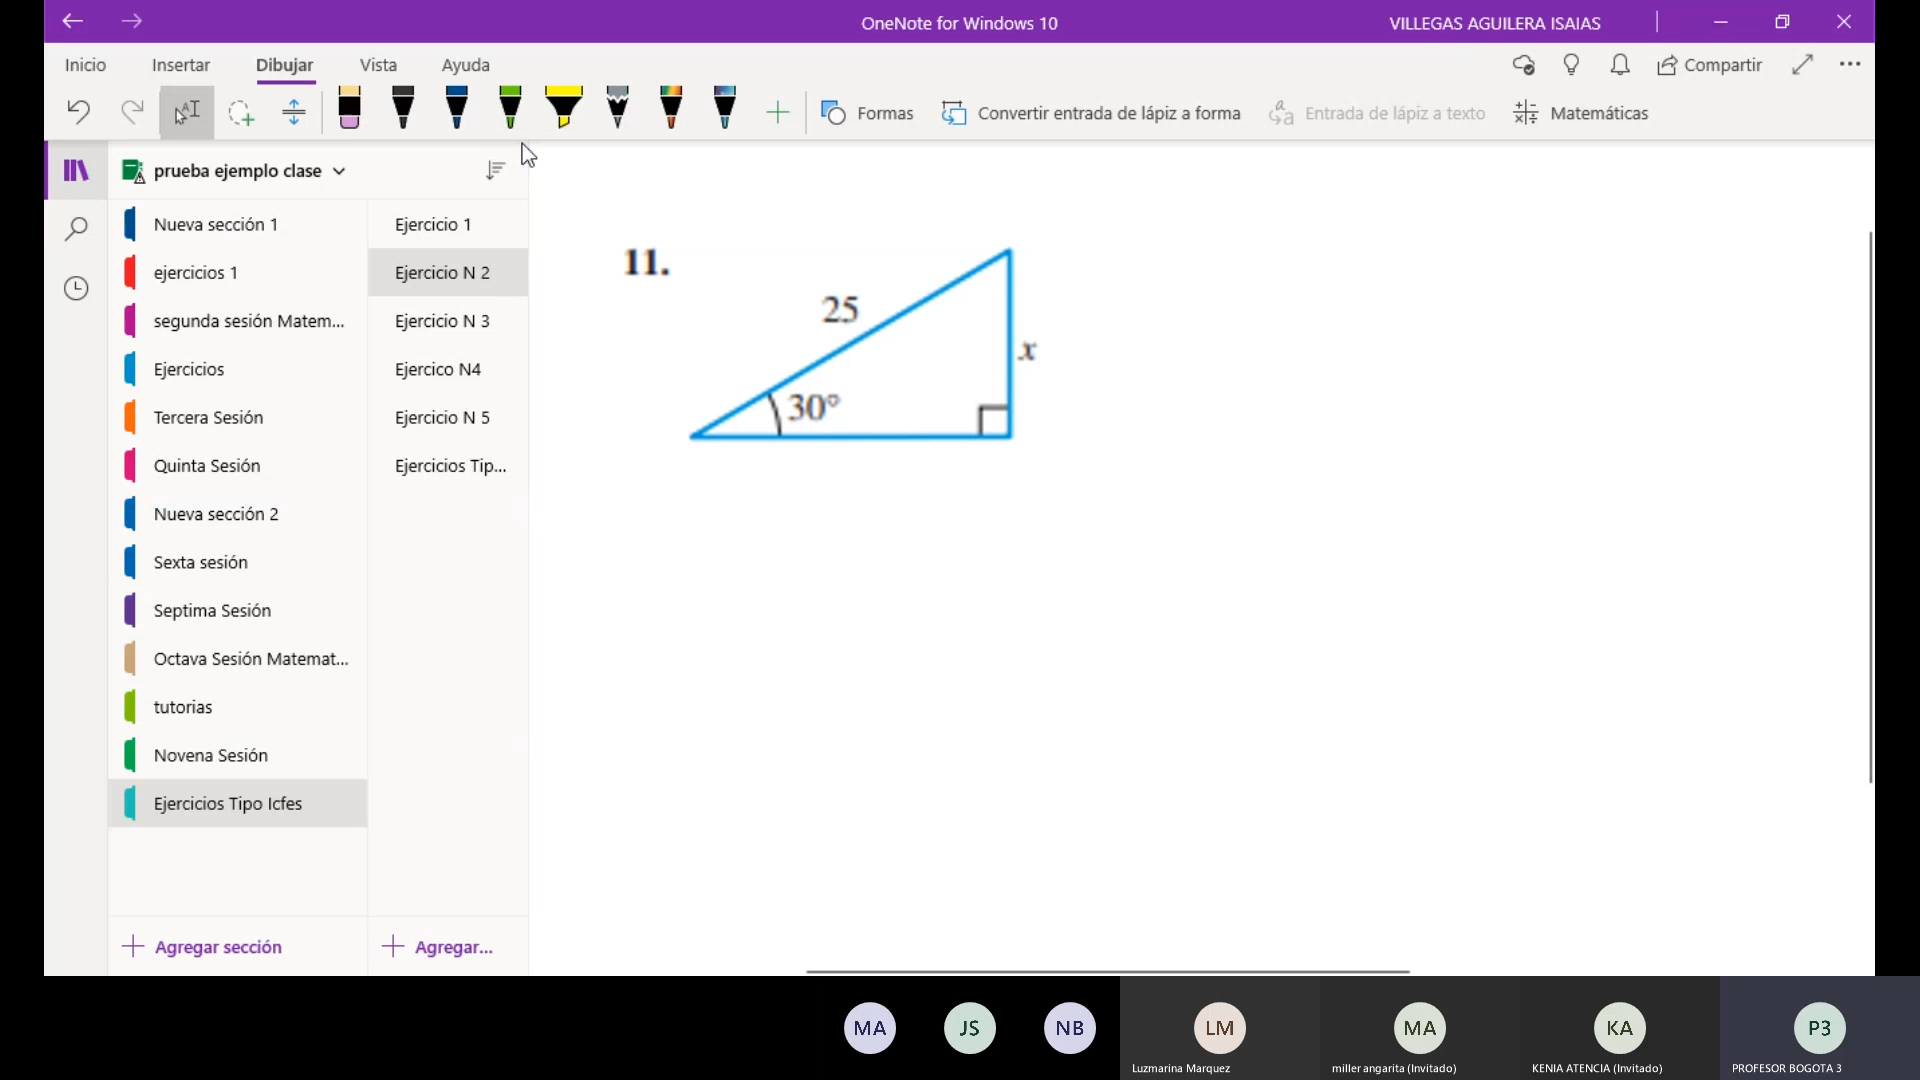 OneNote for Windows 10
VILLEGAS AGUILERA ISAIAS
Inicio
Insertar
Dibujar
Vista
Ayuda
Compartir
Formas
Convertir entrada de lápiz a forma
Entrada de lápiz a texto
Matemáticas
prueba ejemplo clase
Nueva sección 1
ejercicios 1
segunda sesión Matem...
Ejercicios
Tercera Sesión
Quinta Sesión
Nueva sección 2
Sexta sesión
Septima Sesión
Octava Sesión Matemat...
tutorias
Novena Sesión
Ejercicios Tipo Icfes
Agregar sección
Ejercicio 1
Ejercicio N 2
Ejercicio N 3
Ejercico N4
Ejercicio N 5
Ejercicios Tip...
Agregar...
11.
25
x
30°
MA
JS
NB
LM
Luzmarina Marquez
MA
miller angarita (Invitado)
KA
KENIA ATENCIA (Invitado)
P3
PROFESOR BOGOTA 3